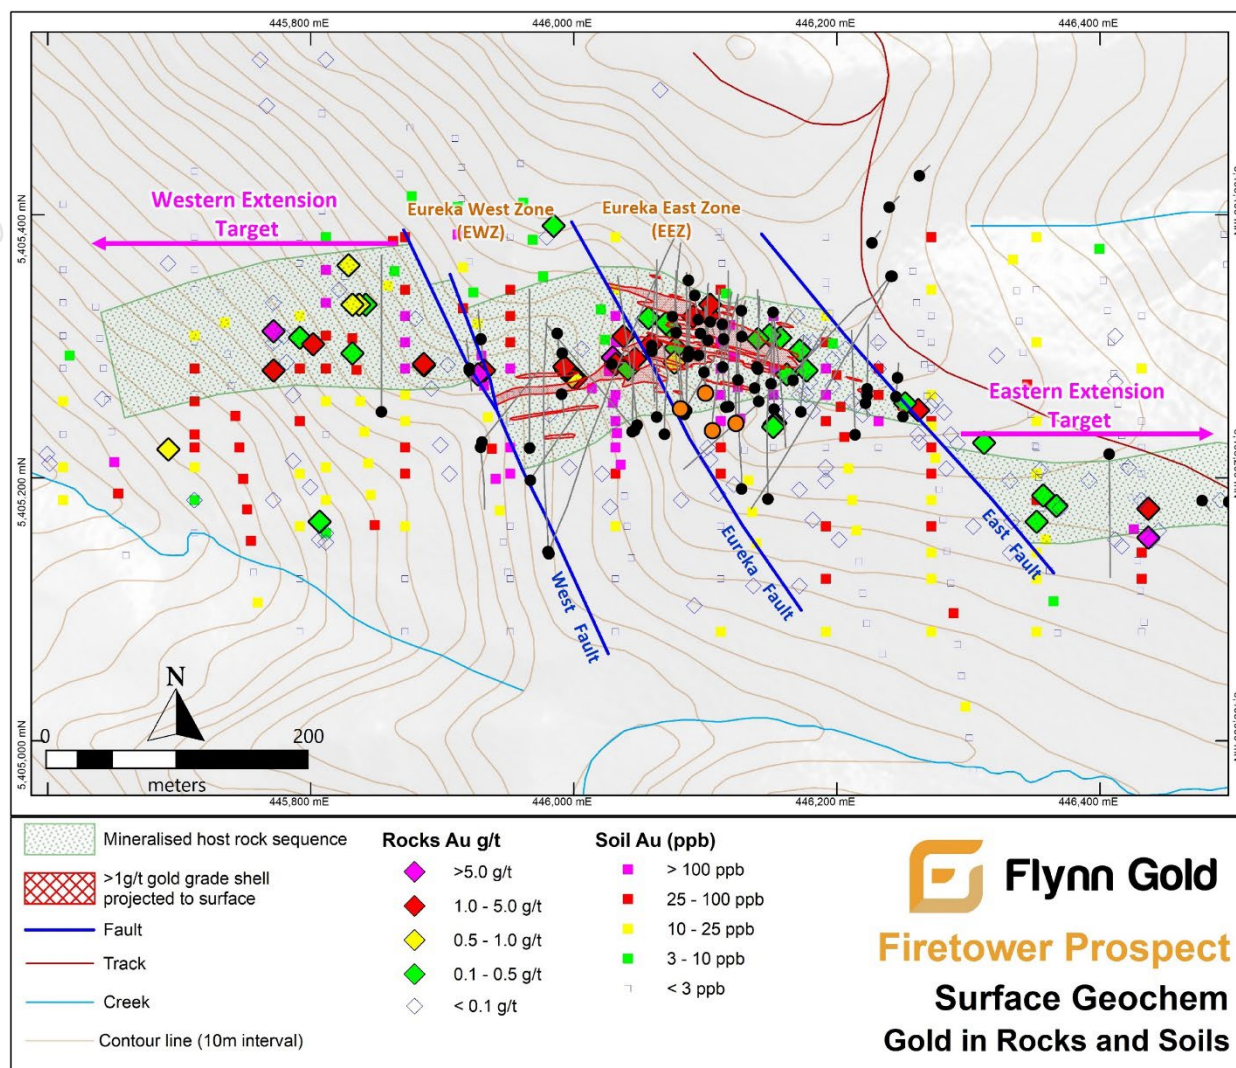 445,800 mE
446,000 mE
446,200 mE
446,400 mE
5,405,400 mN
Western Extension
Target
Eureka West Zone
(EWZ)
Eureka East Zone
(EEZ)
Eastern Extension
Target
5,405,200 mN
West Fault
Eureka Fault
East Fault
N
0
200
meters
5,405,000 mN
445,800 mE
446,000 mE
446,200 mE
446,400 mE
Mineralised host rock sequence
>1g/t gold grade shell
projected to surface
Fault
Track
Creek
Contour line (10m interval)
Rocks Au g/t
>5.0 g/t
1.0 - 5.0 g/t
0.5 - 1.0 g/t
0.1 - 0.5 g/t
< 0.1 g/t
Soil Au (ppb)
> 100 ppb
25 - 100 ppb
10 - 25 ppb
3 - 10 ppb
< 3 ppb
Flynn Gold
Firetower Prospect
Surface Geochem
Gold in Rocks and Soils